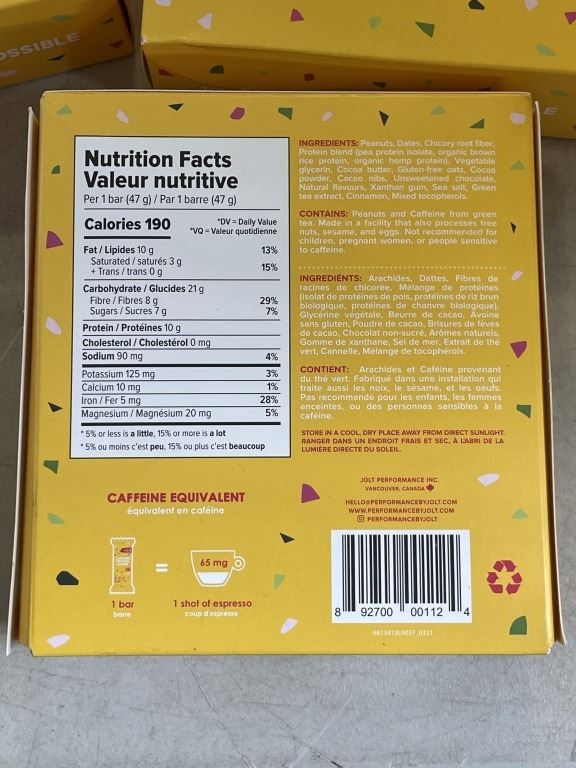 OSSIBLE
Nutrition Facts
Valeur nutritive
Per 1 bar (47 g) / Par 1 barre (47 g)
Calories 190
*DV = Daily Value
*VQ = Valeur quotidienne
Fat / Lipides 10 g 13%
Saturated / saturés 3 g
+ Trans / trans 0 g 15%
Carbohydrate / Glucides 21 g
Fibre / Fibres 8 g 29%
Sugars / Sucres 7 g 7%
Protein / Protéines 10 g
Cholesterol / Cholestérol 0 mg
Sodium 90 mg 4%
Potassium 125 mg 3%
Calcium 10 mg 1%
Iron / Fer 5 mg 28%
Magnesium / Magnésium 20 mg 5%
* 5% or less is a little, 15% or more is a lot
* 5% ou moins c'est peu, 15% ou plus c'est beaucoup
INGREDIENTS: Peanuts, Dates, Chicory root fiber,
Protein blend (pea protein isolate, organic brown
rice protein, organic hemp protein), Vegetable
glycerin, Cocoa butter, Gluten-free oats, Cocoa
powder, Cacao nibs, Unsweetened chocolate,
Natural flavours, Xanthan gum, Sea salt, Green
tea extract, Cinnamon, Mixed tocopherols.
CONTAINS: Peanuts and Caffeine from green
tea. Made in a facility that also processes tree
nuts, sesame, and eggs. Not recommended for
children, pregnant women, or people sensitive
to caffeine.
INGREDIÉNTS: Arachides, Dattes, Fibres de
racines de chicorée, Mélange de protéines
(isolat de protéines de pois, protéines de riz brun
biologique, protéines de chanvre biologique),
Glycérine végétale, Beurre de cacao, Avoine
sans gluten, Poudre de cacao, Brisures de fèves
de cacao, Chocolat non-sucré, Arômes naturels,
Gomme de xanthane, Sel de mer, Extrait de thé
vert, Cannelle, Mélange de tocophérols.
CONTIENT: Arachides et Caféine provenant
du thé vert. Fabriqué dans une installation qui
traite aussi les noix, le sésame, et les oeufs.
Pas recommandé pour les enfants, les femmes
enceintes, ou des personnes sensibles à la
caféine.
STORE IN A COOL, DRY PLACE AWAY FROM DIRECT SUNLIGHT.
RANGER DANS UN ENDROIT FRAIS ET SEC, À L'ABRI DE LA
LUMIÈRE DIRECTE DU SOLEIL.
JOLT PERFORMANCE INC.
VANCOUVER, CANADA
HELLO@PERFORMANCEBYJOLT.COM
WWW.PERFORMANCEBYJOLT.COM
PERFORMANCEBYJOLT
CAFFEINE EQUIVALENT
équivalent en caféine
=
65 mg
1 bar
barre
1 shot of espresso
coup d'espresso
8 92700 00112 4
6813419L0037_0321